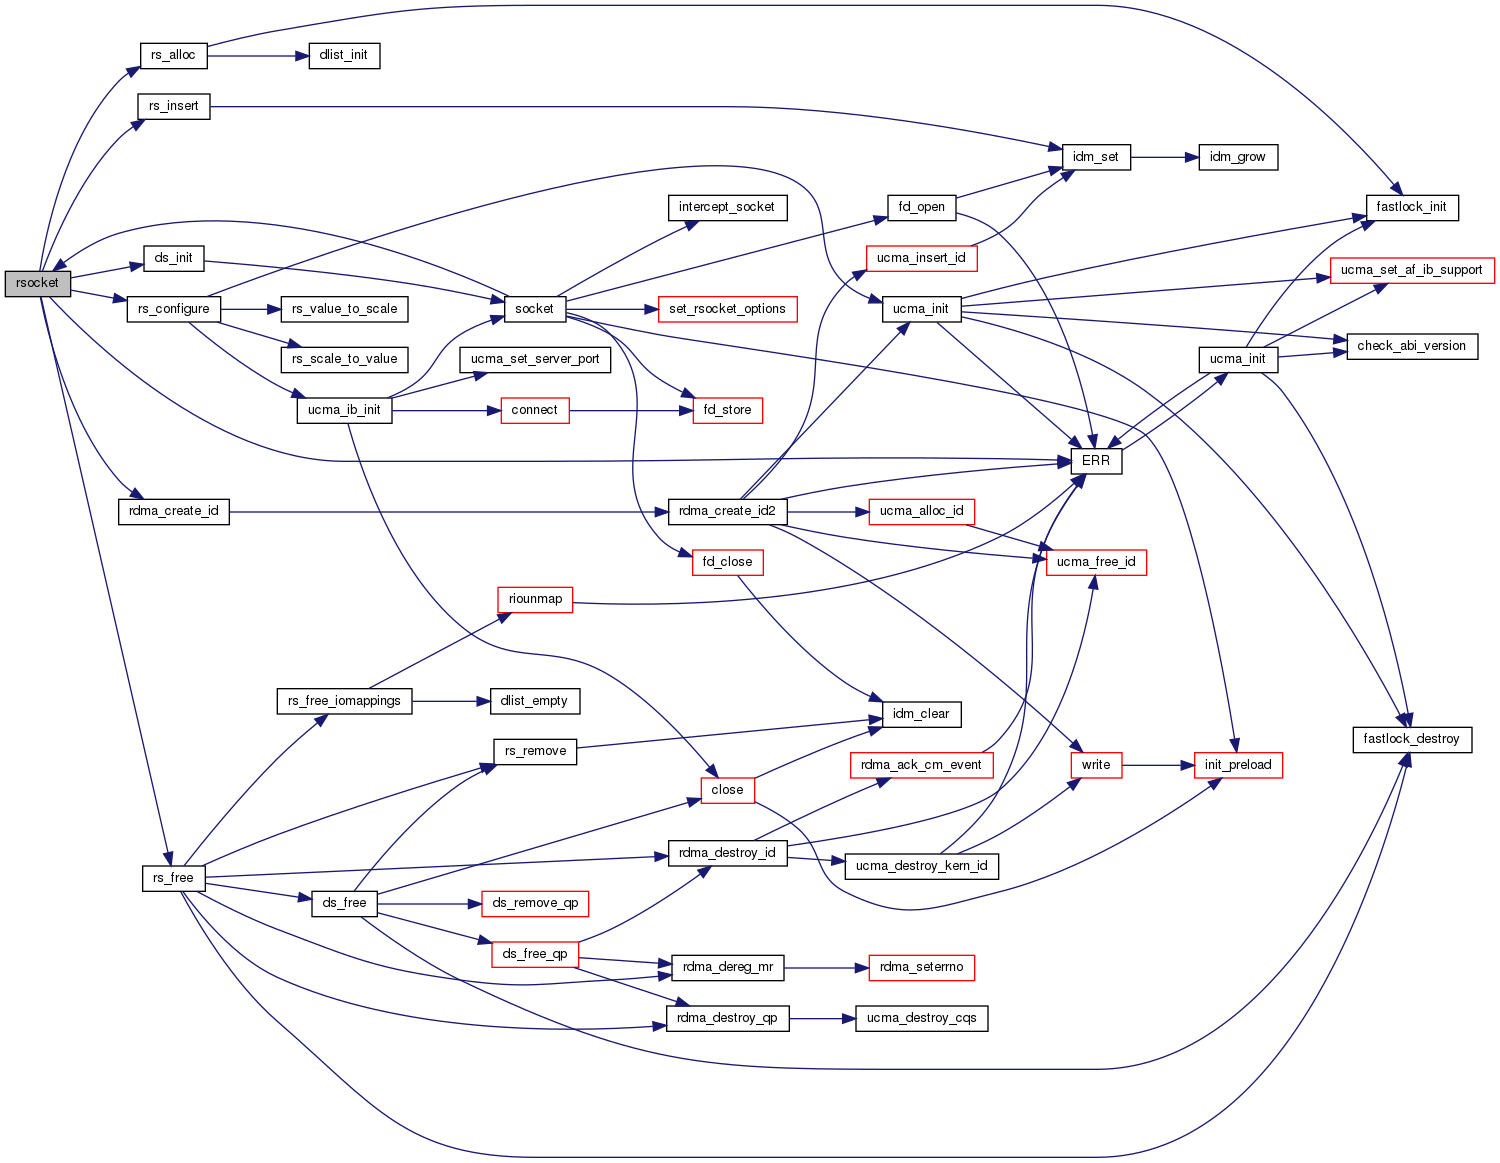 rs_alloc
dlist_init
rs_insert
idm_set
idm_grow
intercept_socket
fd_open
fastlock_init
ds_init
ucma_insert_id
ucma_set_af_ib_support
rsocket
rs_configure
rs_value_to_scale
socket
set_rsocket_options
ucma_init
check_abi_version
rs_scale_to_value
ucma_set_server_port
ucma_init
ucma_ib_init
connect
fd_store
ERR
rdma_create_id
rdma_create_id2
ucma_alloc_id
fd_close
ucma_free_id
riounmap
rs_free_iomappings
dlist_empty
idm_clear
fastlock_destroy
rs_remove
rdma_ack_cm_event
write
init_preload
close
rdma_destroy_id
ucma_destroy_kern_id
rs_free
ds_free
ds_remove_qp
ds_free_qp
rdma_dereg_mr
rdma_seterrno
rdma_destroy_qp
ucma_destroy_cqs